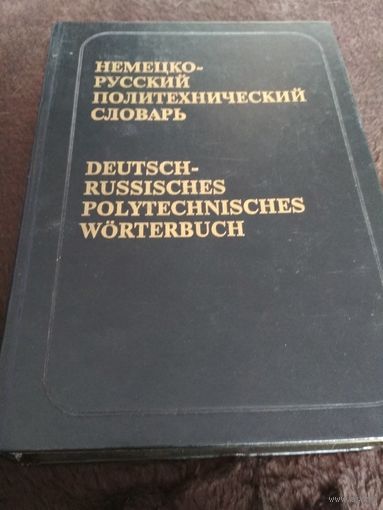 НЕМЕЦКО-
РУССКИЙ
ПОЛИТЕХНИЧЕСКИЙ
СЛОВАРЬ
DEUTSCH-
RUSSISCHES
POLYTECHNISCHES
WÖRTERBUCH